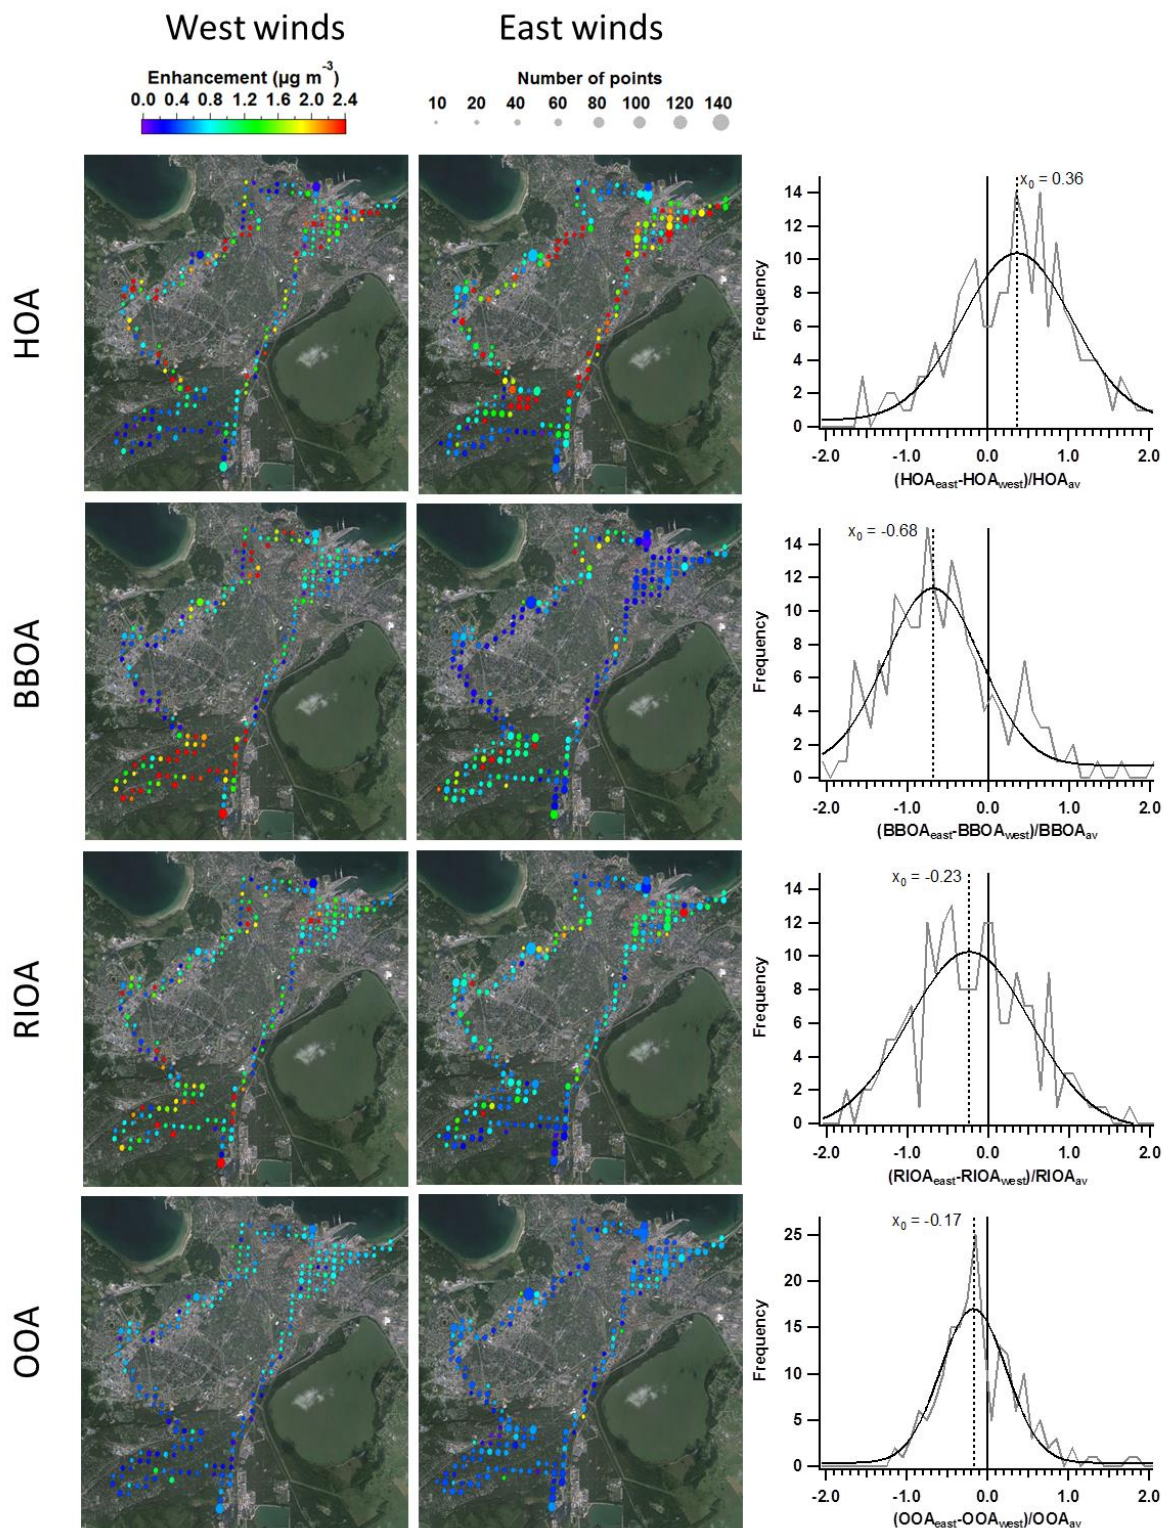 West winds
East winds
Enhancement (µg m⁻³)
0.0 0.4 0.8 1.2 1.6 2.0 2.4
Number of points
10 20 40 60 80 100 120 140
HOA
x₀ = 0.36
Frequency
14
12
10
8
6
4
2
0
-2.0 -1.0 0.0 1.0 2.0
(HOAeast-HOAwest)/HOAav
BBOA
x₀ = -0.68
Frequency
14
12
10
8
6
4
2
0
-2.0 -1.0 0.0 1.0 2.0
(BBOAeast-BBOAwest)/BBOAav
RIOA
x₀ = -0.23
Frequency
14
12
10
8
6
4
2
0
-2.0 -1.0 0.0 1.0 2.0
(RIOAeast-RIOAwest)/RIOAav
OOA
x₀ = -0.17
Frequency
25
20
15
10
5
0
-2.0 -1.0 0.0 1.0 2.0
(OOAeast-OOAwest)/OOAav